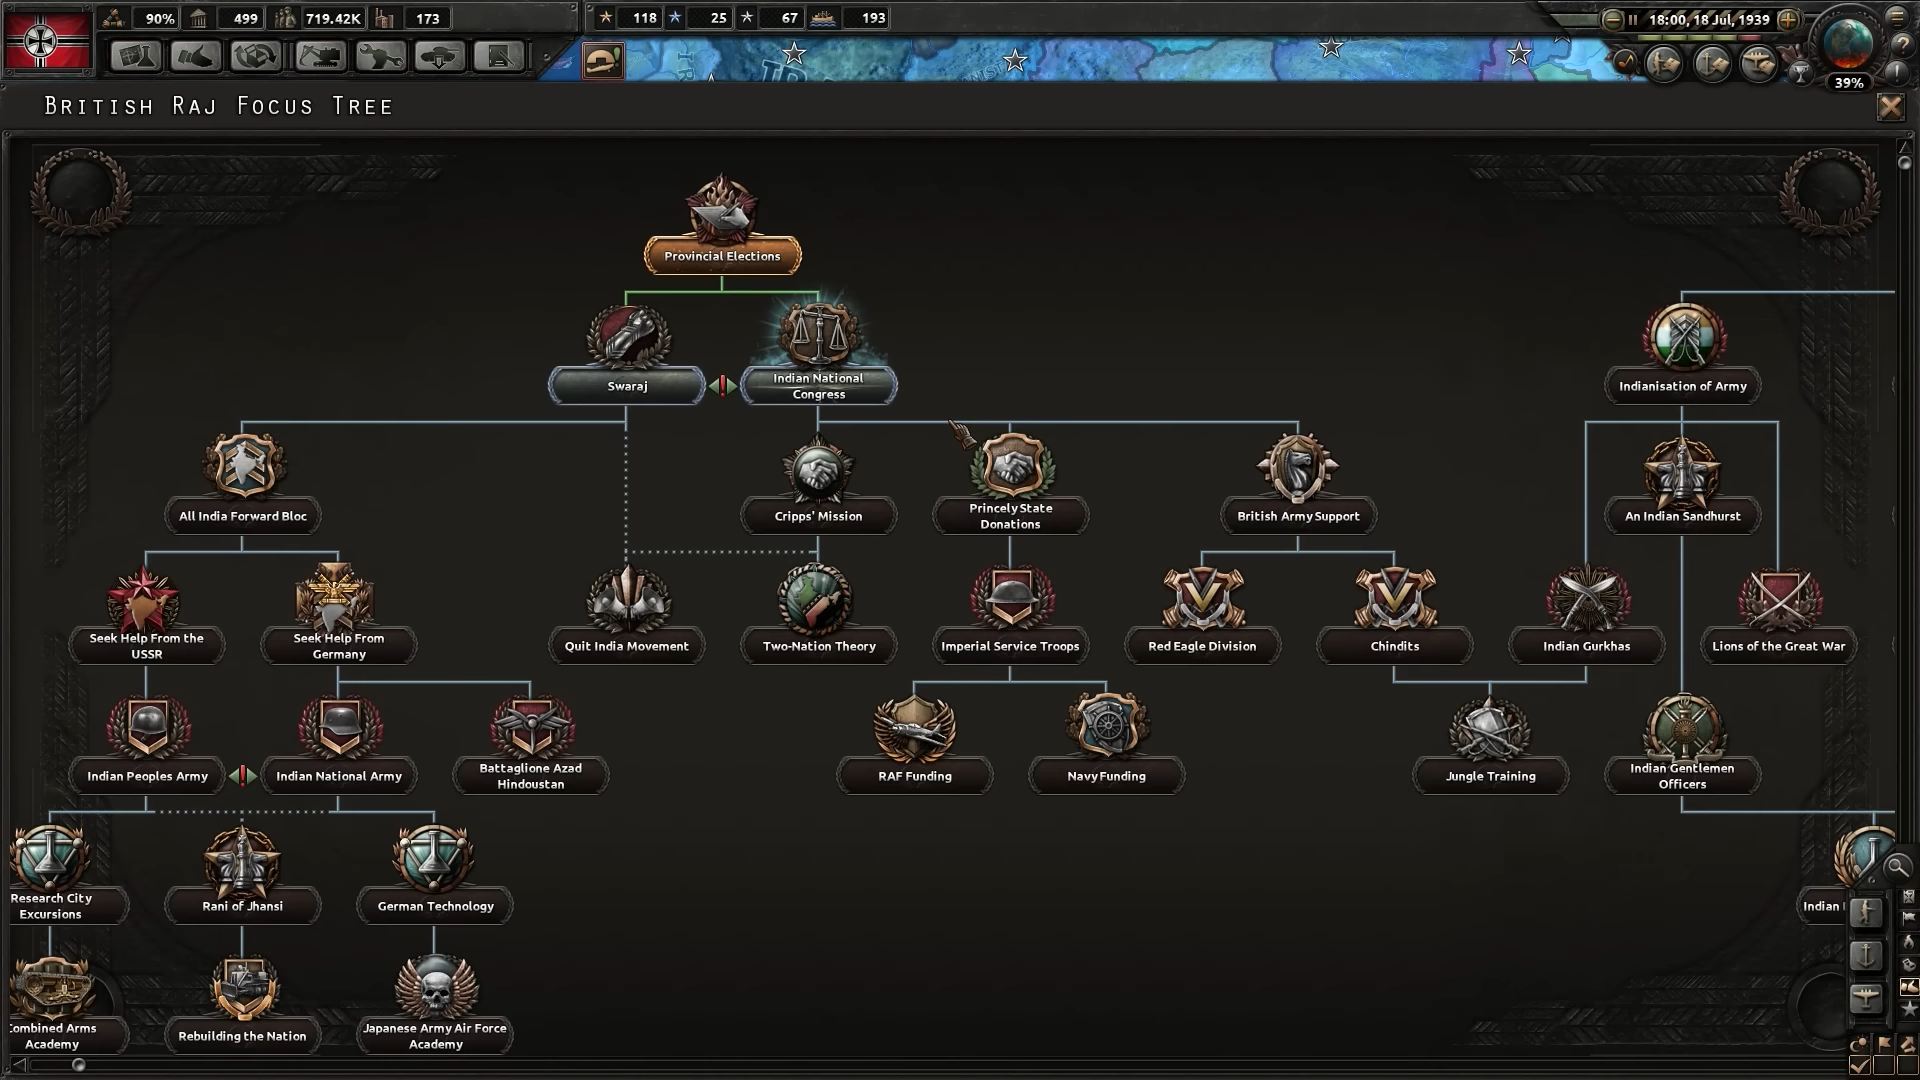 90% 499 719.42K 173 118 25 67 193 18:00, 18 Jul, 1939
39%
British Raj Focus Tree
Provincial Elections
Swaraj
Indian National
Congress
Indianisation of Army
All India Forward Bloc
Cripps' Mission
Princely State
Donations
British Army Support
An Indian Sandhurst
Seek Help From the
USSR
Seek Help From
Germany
Quit India Movement
Two-Nation Theory
Imperial Service Troops
Red Eagle Division
Chindits
Indian Gurkhas
Lions of the Great War
Indian Peoples Army
Indian National Army
Battaglione Azad
Hindoustan
RAF Funding
Navy Funding
Jungle Training
Indian Gentlemen
Officers
Research City
Excursions
Rani of Jhansi
German Technology
Indian
Combined Arms
Academy
Rebuilding the Nation
Japanese Army Air Force
Academy